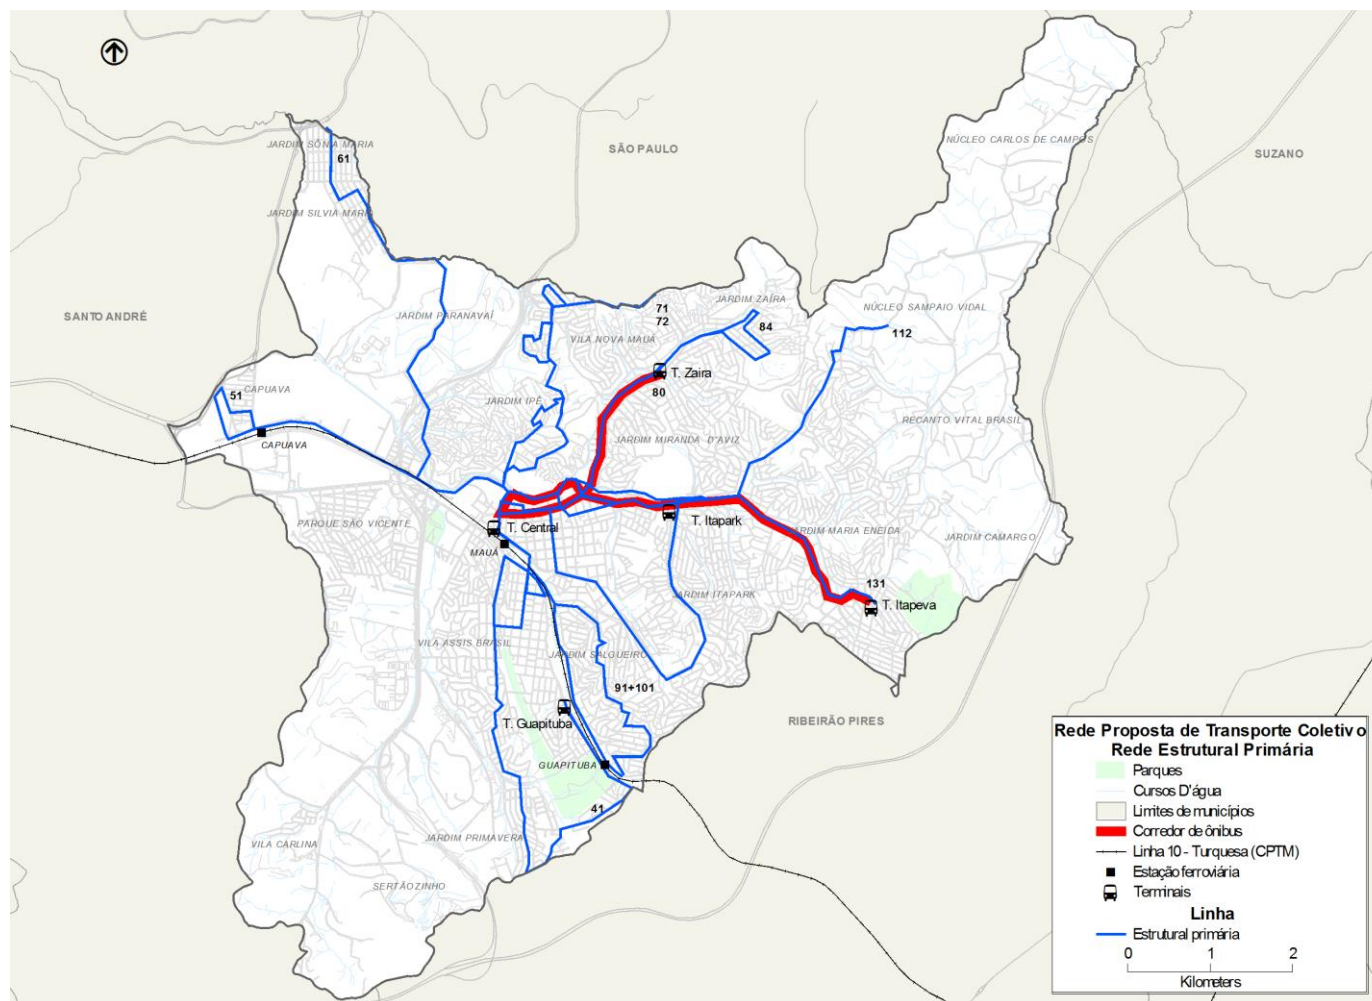 NÚCLEO CARLOS DE CAMPOS
JARDIM SÔNIA MARIA
SÃO PAULO
SUZANO
61
JARDIM SILVIA MARIA
71
72
JARDIM ZAÍRA
NÚCLEO SAMPAIO VIDAL
SANTO ANDRÉ
JARDIM PARANAVAÍ
84
112
VILA NOVA MAUÁ
T. Zaira
80
51
CAPUAVA
JARDIM IPÊ
RECANTO VITAL BRASIL
CAPUAVA
JARDIM MIRANDA D'AVIZ
PARQUE SÃO VICENTE
T. Central
T. Itapark
JARDIM MARIA ENEIDA
JARDIM CAMARGO
MAUÁ
131
JARDIM ITAPARK
T. Itapeva
VILA ASSIS BRASIL
JARDIM SALGUEIRO
91+101
T. Guapituba
RIBEIRÃO PIRES
GUAPITUBA
41
JARDIM PRIMAVERA
VILA CARLINA
SERTÃOZINHO
Rede Proposta de Transporte Coletivo
Rede Estrutural Primária
Parques
Cursos D'água
Limites de municípios
Corredor de ônibus
Linha 10 - Turquesa (CPTM)
Estação ferroviária
Terminais
Linha
Estrutural primária
0 1 2
Kilometers